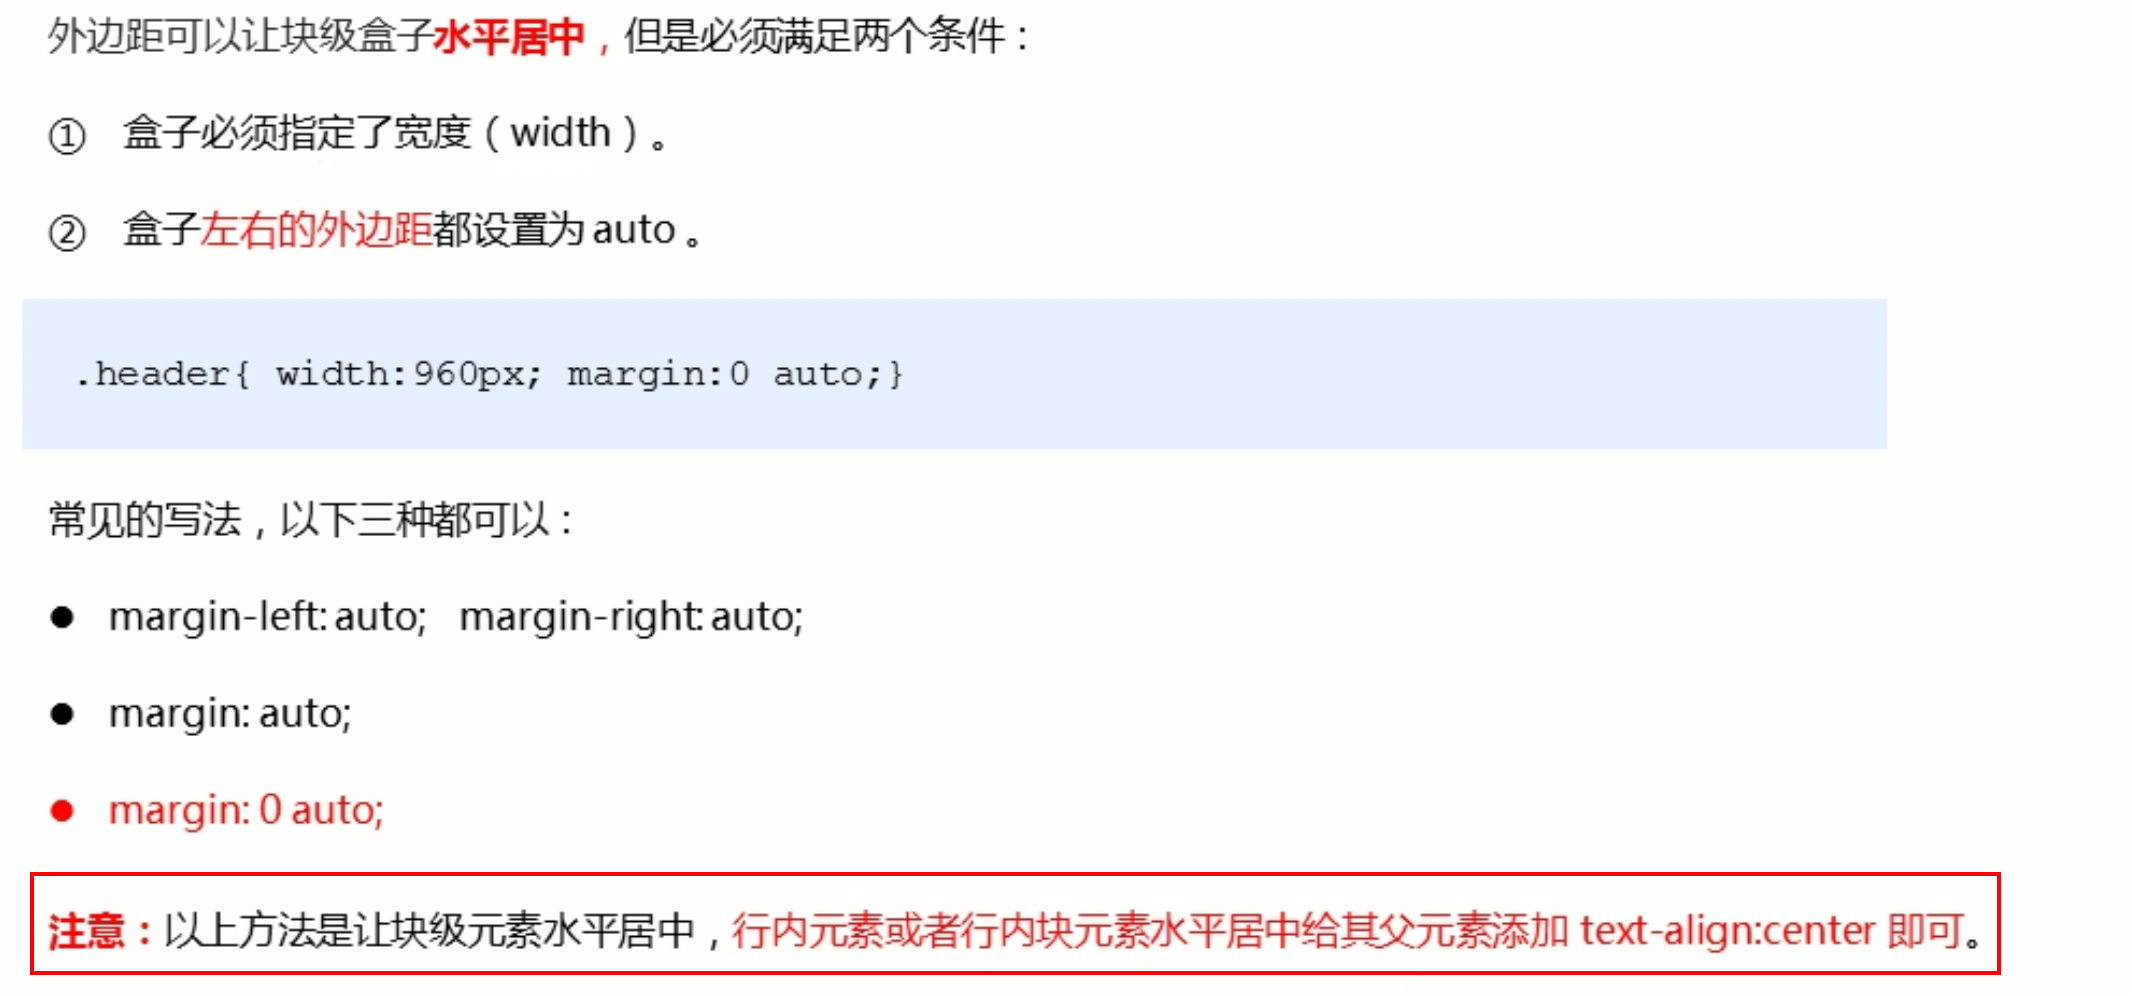 外边距可以让块级盒子水平居中，但是必须满足两个条件：
① 盒子必须指定了宽度（width）。
② 盒子左右的外边距都设置为 auto 。
.header{ width:960px; margin:0 auto;}
常见的写法，以下三种都可以：
● margin-left: auto; margin-right: auto;
● margin: auto;
● margin: 0 auto;
注意：以上方法是让块级元素水平居中，行内元素或者行内块元素水平居中给其父元素添加 text-align:center 即可。